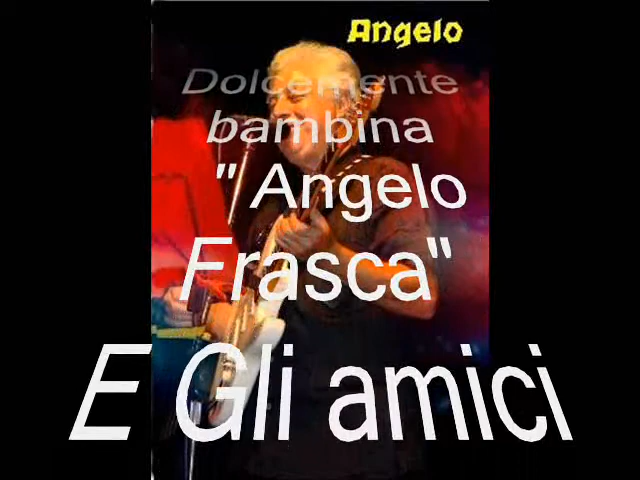 Angelo
Dolcemente
bambina
" Angelo
Frasca"
E Gli amici